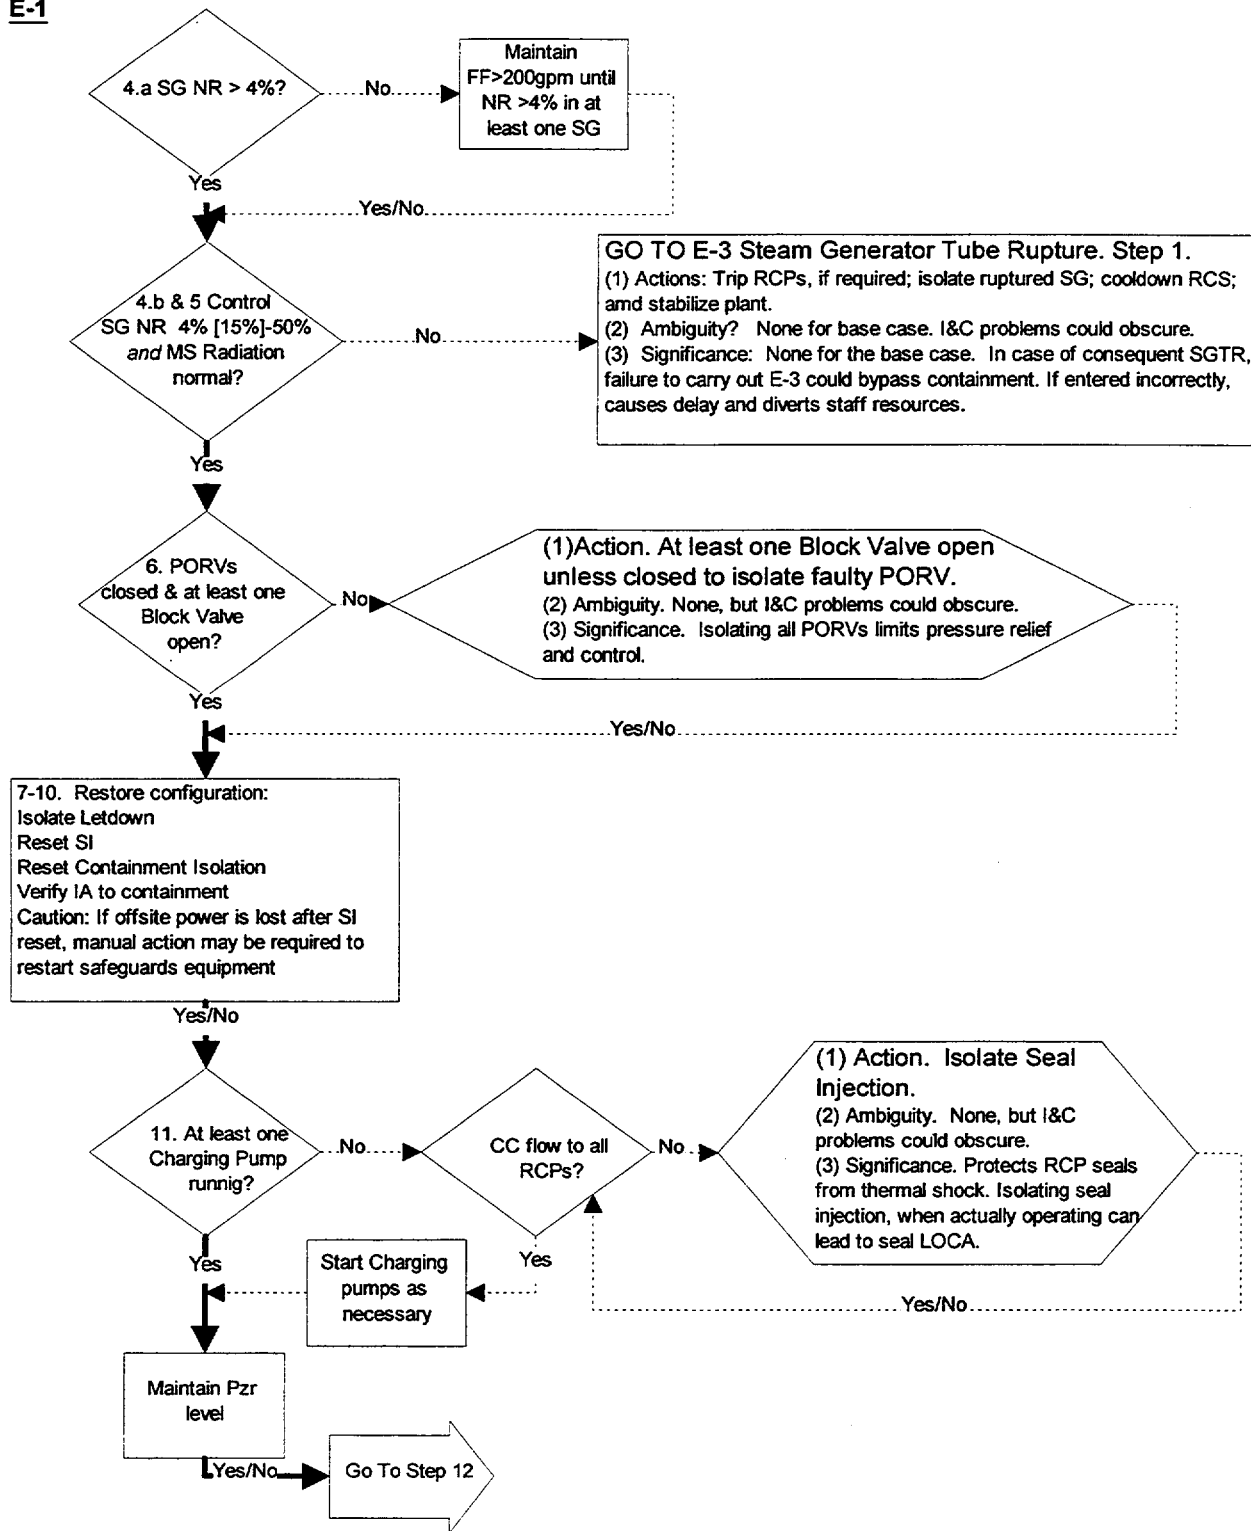 E-1
4.a SG NR > 4%?
No
Maintain
FF>200gpm until
NR >4% in at
least one SG
Yes
Yes/No
4.b & 5 Control
SG NR 4% [15%]-50%
and MS Radiation
normal?
No
GO TO E-3 Steam Generator Tube Rupture. Step 1.
(1) Actions: Trip RCPs, if required; isolate ruptured SG; cooldown RCS;
amd stabilize plant.
(2) Ambiguity? None for base case. I&C problems could obscure.
(3) Significance: None for the base case. In case of consequent SGTR,
failure to carry out E-3 could bypass containment. If entered incorrectly,
causes delay and diverts staff resources.
Yes
6. PORVs
closed & at least one
Block Valve
open?
No
(1)Action. At least one Block Valve open
unless closed to isolate faulty PORV.
(2) Ambiguity. None, but I&C problems could obscure.
(3) Significance. Isolating all PORVs limits pressure relief
and control.
Yes
Yes/No
7-10. Restore configuration:
Isolate Letdown
Reset SI
Reset Containment Isolation
Verify IA to containment
Caution: If offsite power is lost after SI
reset, manual action may be required to
restart safeguards equipment
Yes/No
11. At least one
Charging Pump
runnig?
No
CC flow to all
RCPs?
No
(1) Action. Isolate Seal
Injection.
(2) Ambiguity. None, but I&C
problems could obscure.
(3) Significance. Protects RCP seals
from thermal shock. Isolating seal
injection, when actually operating can
lead to seal LOCA.
Yes
Start Charging
pumps as
necessary
Yes
Yes/No
Maintain Pzr
level
Yes/No
Go To Step 12